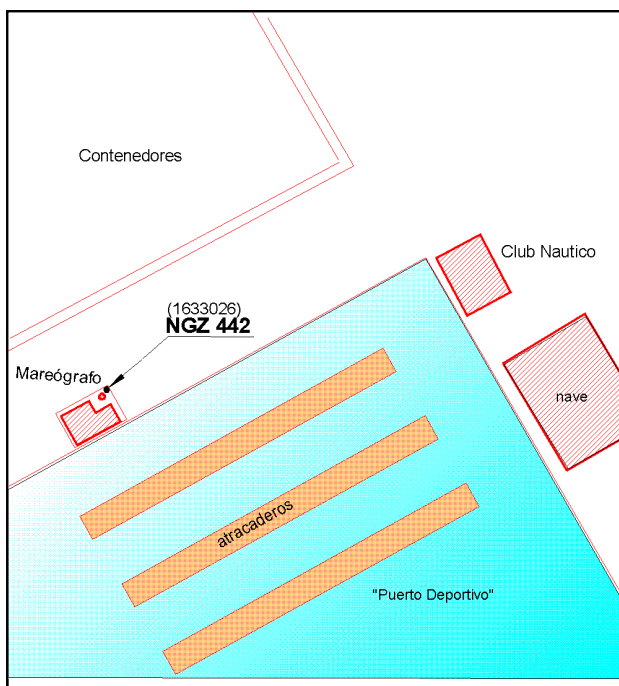 Contenedores
Club Nautico
(1633026)
NGZ 442
Mareógrafo
nave
atracaderos
"Puerto Deportivo"